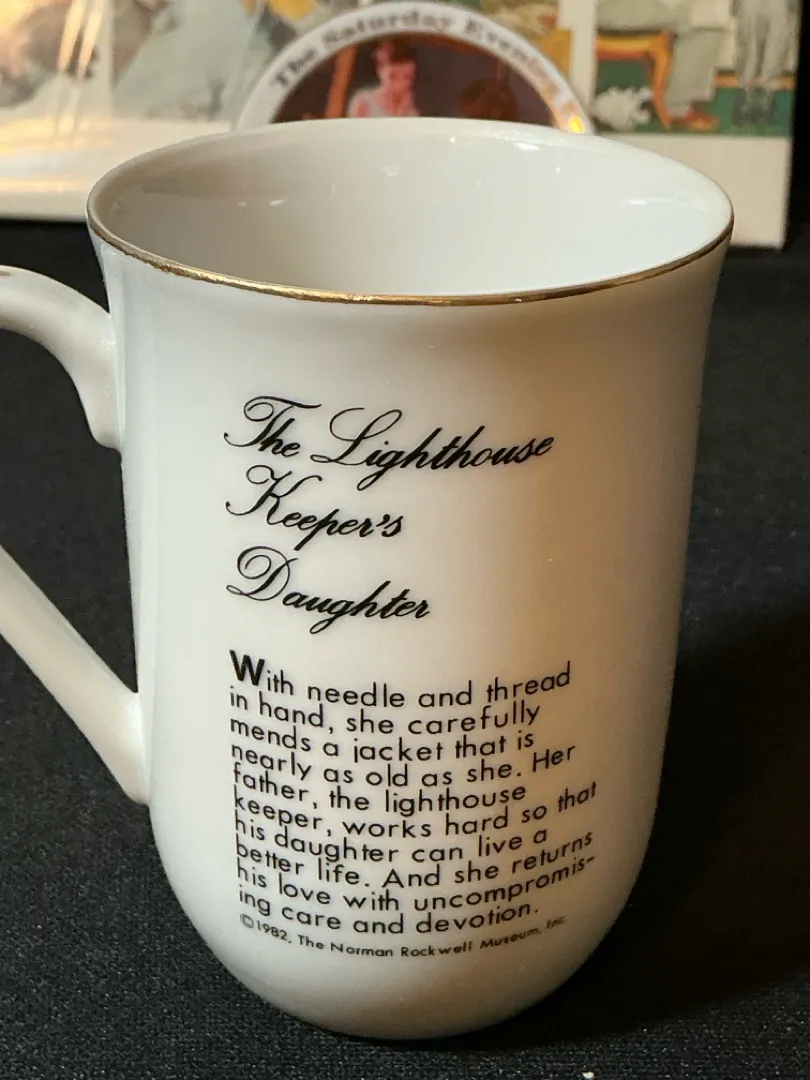 The Saturday Evening
The Lighthouse
Keeper's
Daughter
With needle and thread
in hand, she carefully
mends a jacket that is
nearly as old as she. Her
father, the lighthouse
keeper, works hard so that
his daughter can live a
better life. And she returns
his love with uncompromis-
ing care and devotion.
©1982, The Norman Rockwell Museum, Inc.